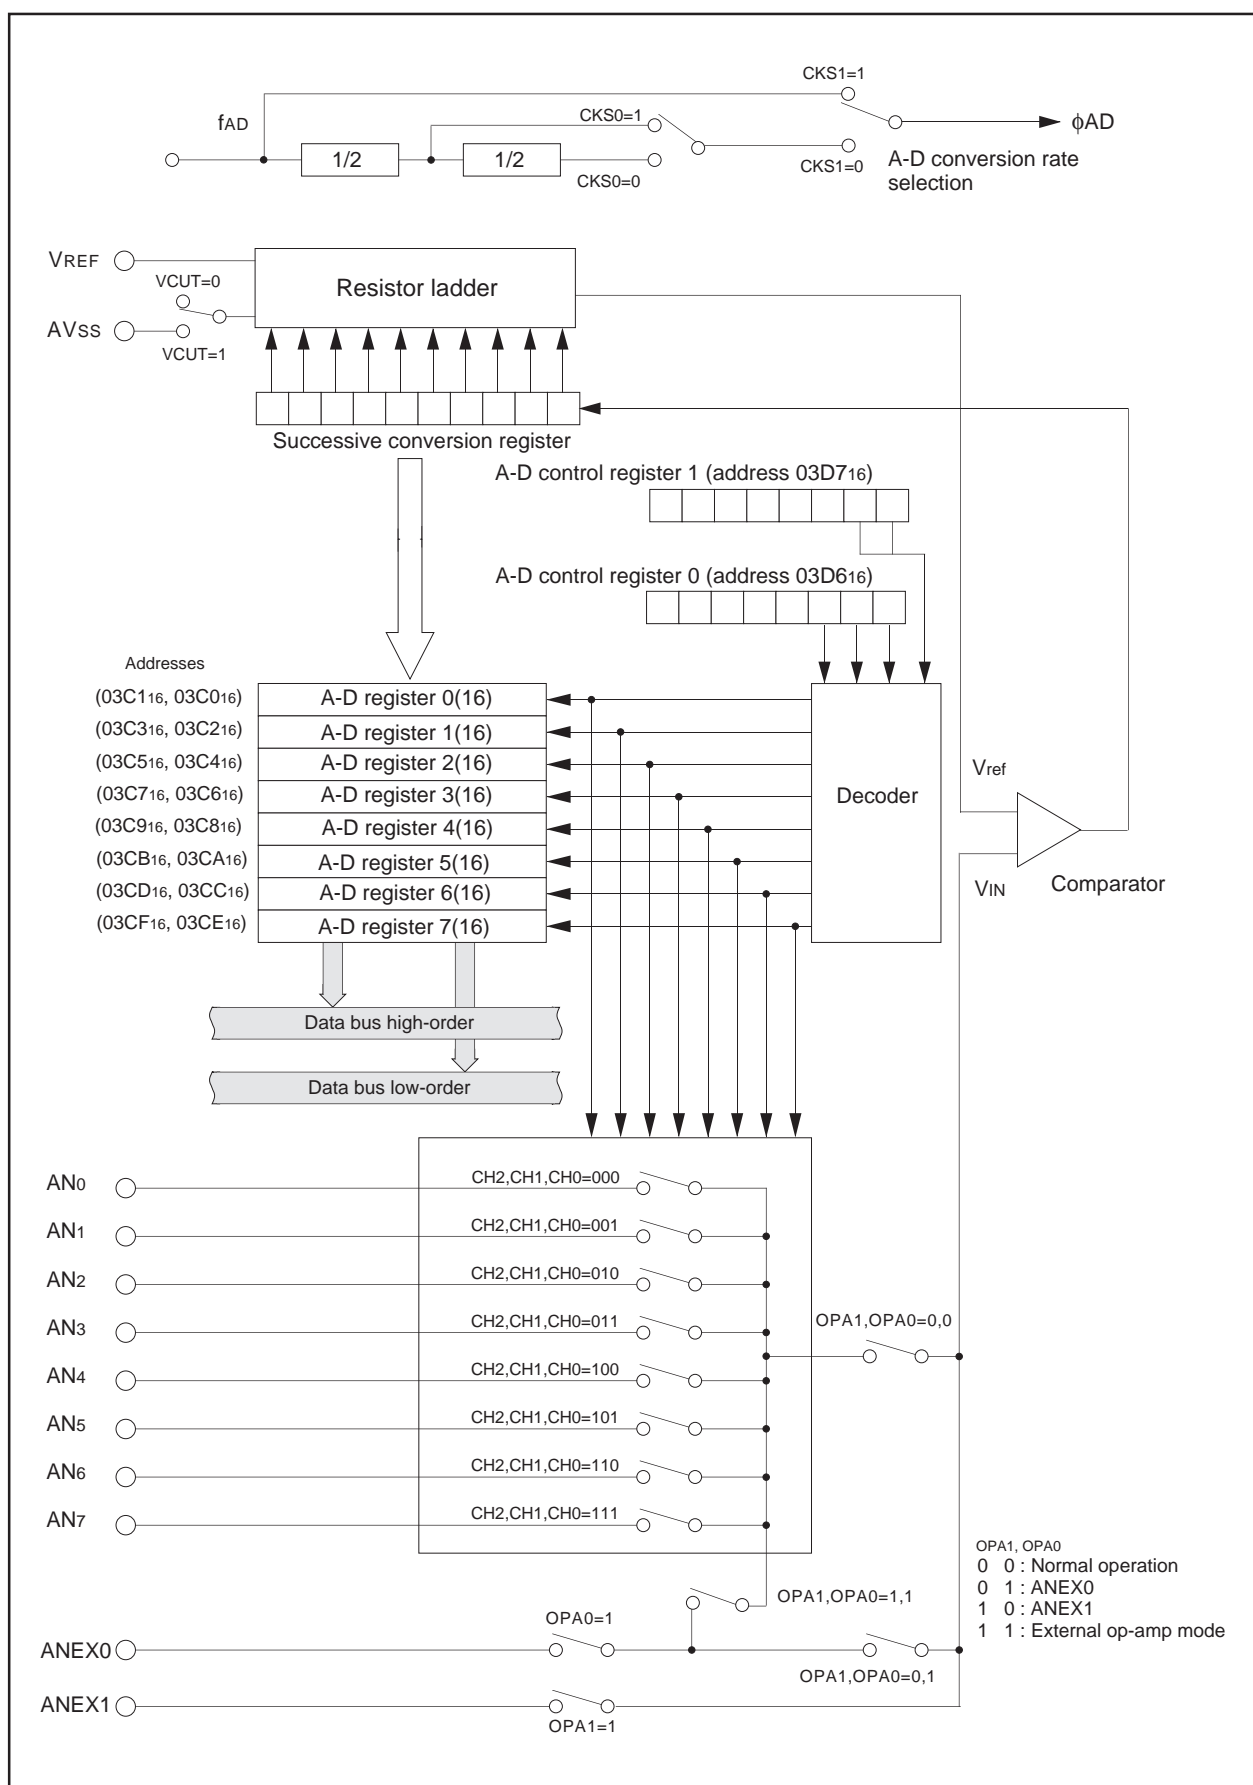 CKS1=1
fAD
CKS0=1
φAD
1/2
1/2
CKS0=0
CKS1=0
A-D conversion rate
selection
VREF
VCUT=0
Resistor ladder
AVSS
VCUT=1
Successive conversion register
A-D control register 1 (address 03D716)
A-D control register 0 (address 03D616)
Addresses
(03C116, 03C016)
A-D register 0(16)
(03C316, 03C216)
A-D register 1(16)
(03C516, 03C416)
A-D register 2(16)
Vref
(03C716, 03C616)
A-D register 3(16)
Decoder
(03C916, 03C816)
A-D register 4(16)
(03CB16, 03CA16)
A-D register 5(16)
(03CD16, 03CC16)
A-D register 6(16)
VIN
Comparator
(03CF16, 03CE16)
A-D register 7(16)
Data bus high-order
Data bus low-order
AN0
CH2,CH1,CH0=000
AN1
CH2,CH1,CH0=001
AN2
CH2,CH1,CH0=010
AN3
CH2,CH1,CH0=011
OPA1,OPA0=0,0
AN4
CH2,CH1,CH0=100
AN5
CH2,CH1,CH0=101
AN6
CH2,CH1,CH0=110
AN7
CH2,CH1,CH0=111
OPA1, OPA0
0 0 : Normal operation
0 1 : ANEX0
1 0 : ANEX1
1 1 : External op-amp mode
OPA1,OPA0=1,1
OPA0=1
ANEX0
OPA1,OPA0=0,1
ANEX1
OPA1=1